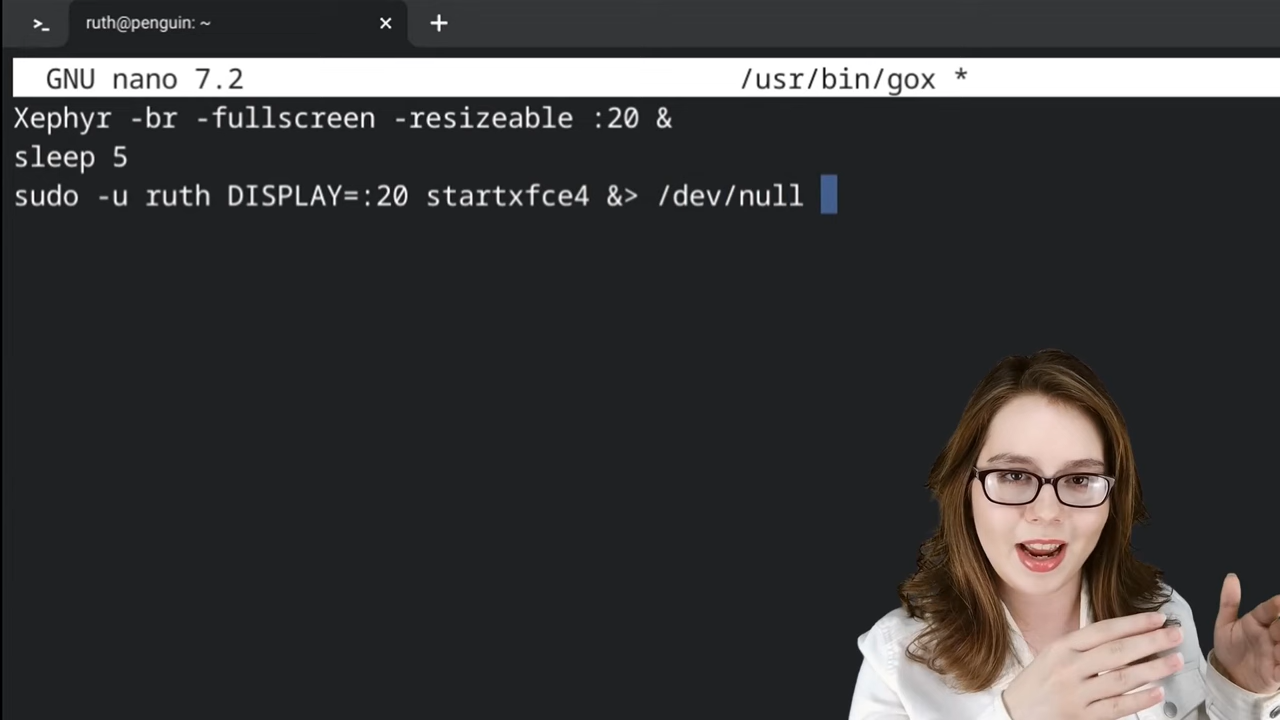 >_ ruth@penguin: ~ × +
GNU nano 7.2 /usr/bin/gox *
Xephyr -br -fullscreen -resizeable :20 &
sleep 5
sudo -u ruth DISPLAY=:20 startxfce4 &> /dev/null